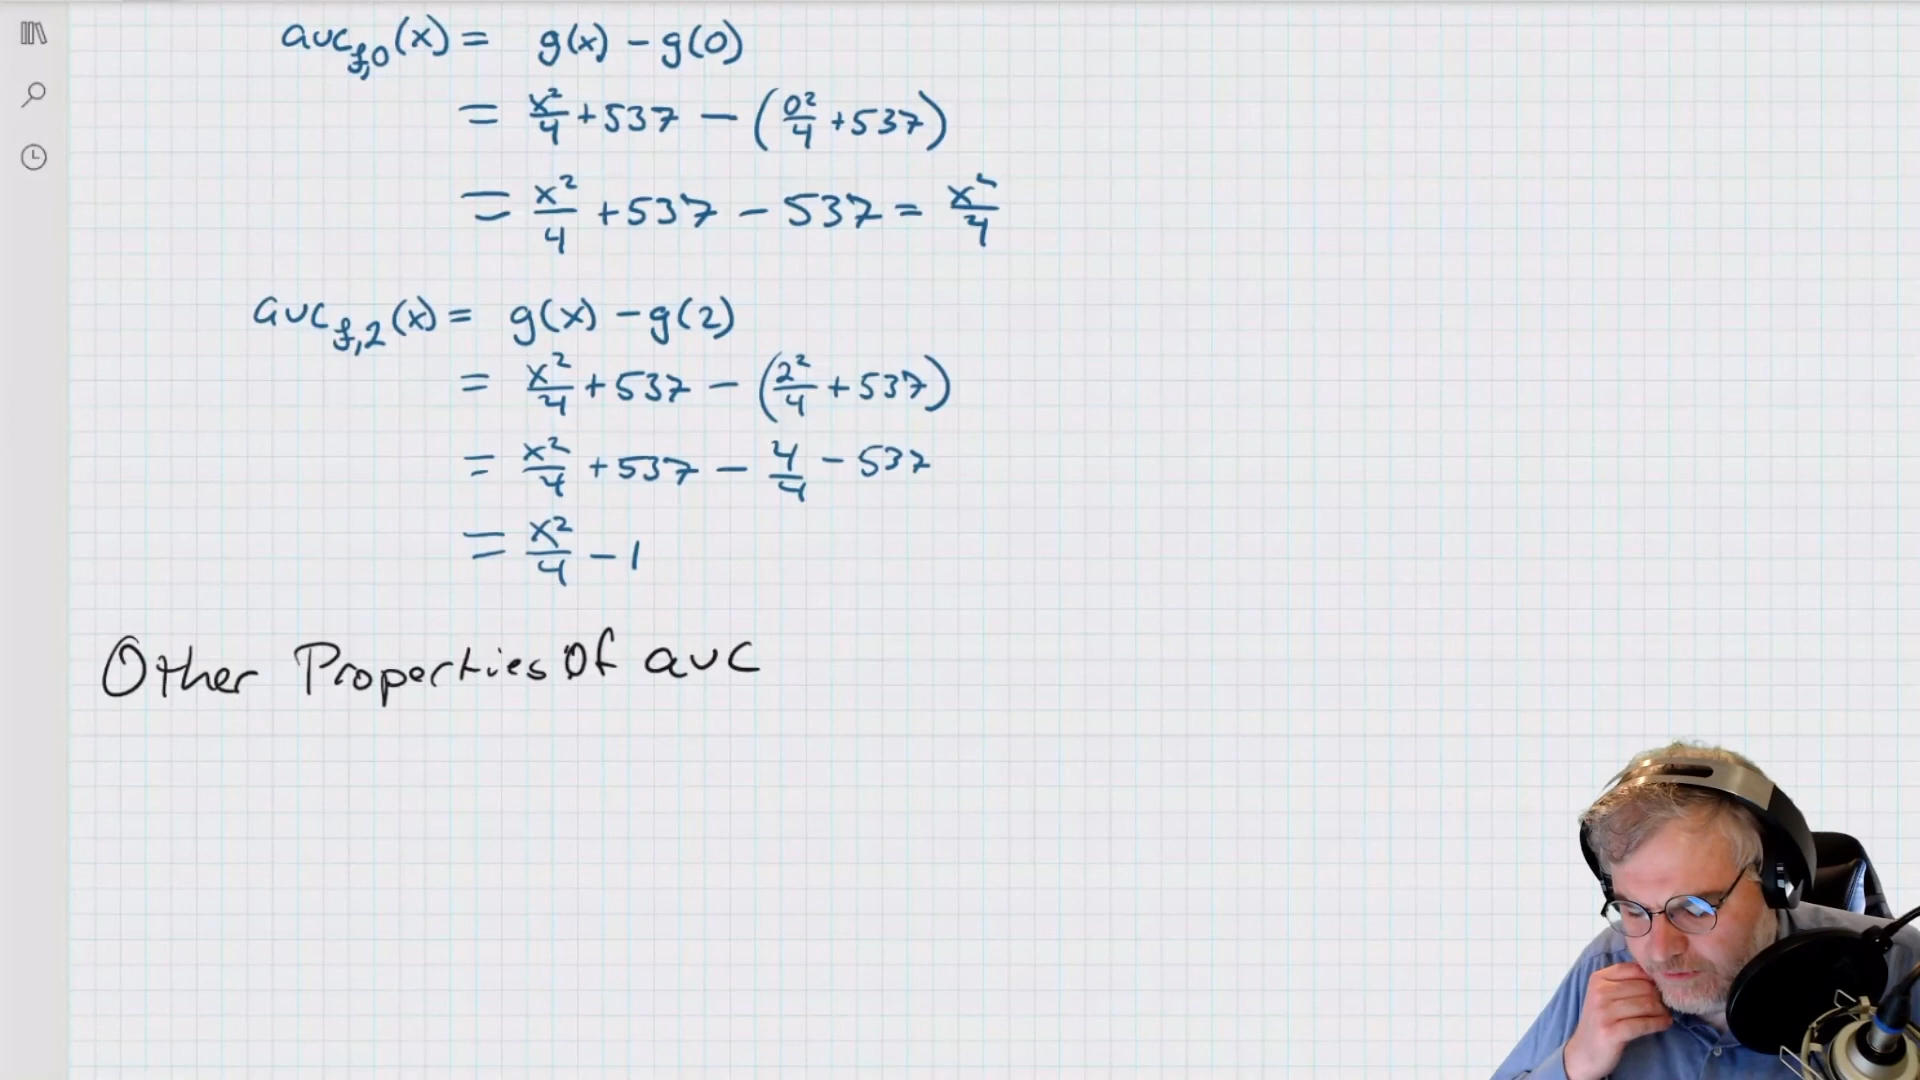 auc_{f,0}(x) = g(x) - g(0)
= x²/4 + 537 - (0²/4 + 537)
= x²/4 + 537 - 537 = x²/4
auc_{f,2}(x) = g(x) - g(2)
= x²/4 + 537 - (2²/4 + 537)
= x²/4 + 537 - 4/4 - 537
= x²/4 - 1
Other Properties Of auc